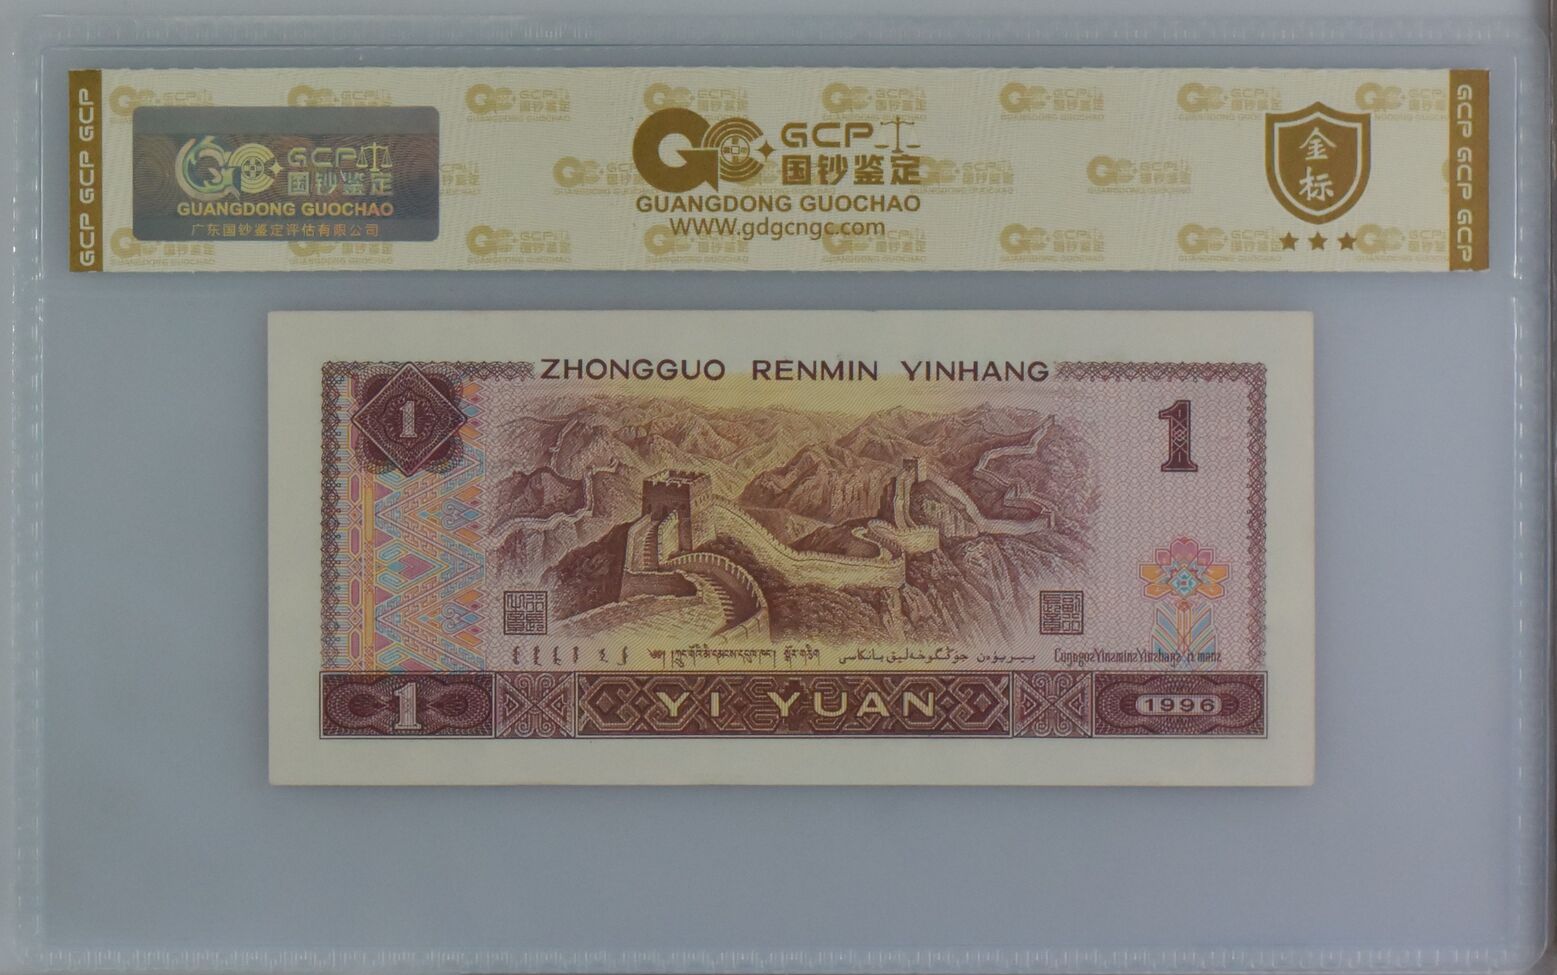 GCP GCP GCP
GCP
国钞鉴定
GUANGDONG GUOCHAO
广东国钞鉴定评估有限公司
GCP
国钞鉴定
GUANGDONG GUOCHAO
WWW.gdgcngc.com
金标
GCP GCP GCP
ZHONGGUO RENMIN YINHANG
1
1
YI YUAN
1
1996